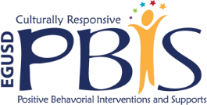 Culturally Responsive
EGUSD
PBIS
Positive Behavioral Interventions and Supports